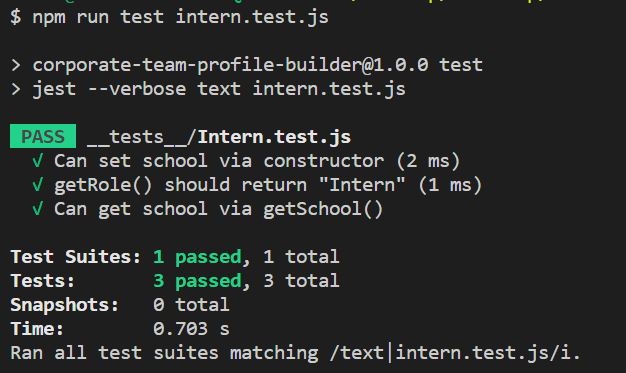 $ npm run test intern.test.js
> corporate-team-profile-builder@1.0.0 test
> jest --verbose text intern.test.js
PASS __tests__/Intern.test.js
√ Can set school via constructor (2 ms)
√ getRole() should return "Intern" (1 ms)
√ Can get school via getSchool()
Test Suites: 1 passed, 1 total
Tests: 3 passed, 3 total
Snapshots: 0 total
Time: 0.703 s
Ran all test suites matching /text|intern.test.js/i.